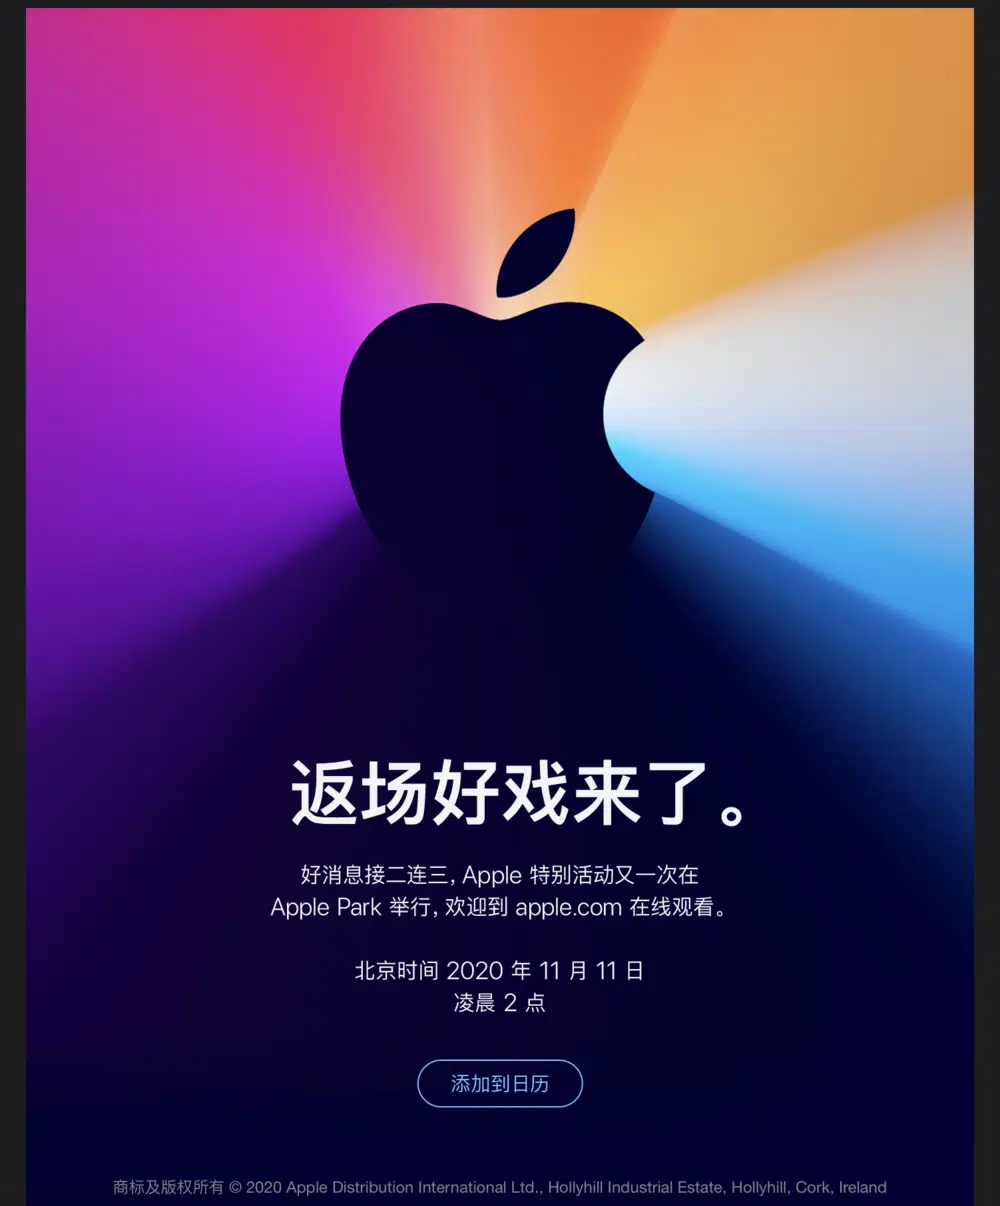 返场好戏来了。
好消息接二连三, Apple 特别活动又一次在
Apple Park 举行, 欢迎到 apple.com 在线观看。
北京时间 2020 年 11 月 11 日
凌晨 2 点
添加到日历
商标及版权所有 © 2020 Apple Distribution International Ltd., Hollyhill Industrial Estate, Hollyhill, Cork, Ireland